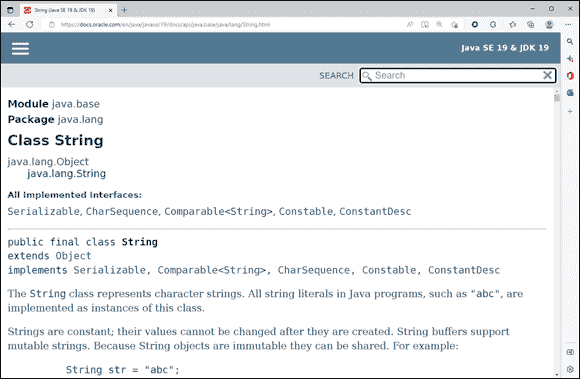 String (Java SE 19 & JDK 19)
https://docs.oracle.com/en/java/javase/19/docs/api/java.base/java/lang/String.html
Java SE 19 & JDK 19
SEARCH Search
Module java.base
Package java.lang
Class String
java.lang.Object
java.lang.String
All Implemented Interfaces:
Serializable, CharSequence, Comparable<String>, Constable, ConstantDesc
public final class String
extends Object
implements Serializable, Comparable<String>, CharSequence, Constable, ConstantDesc
The String class represents character strings. All string literals in Java programs, such as "abc", are
implemented as instances of this class.
Strings are constant; their values cannot be changed after they are created. String buffers support
mutable strings. Because String objects are immutable they can be shared. For example:
String str = "abc";